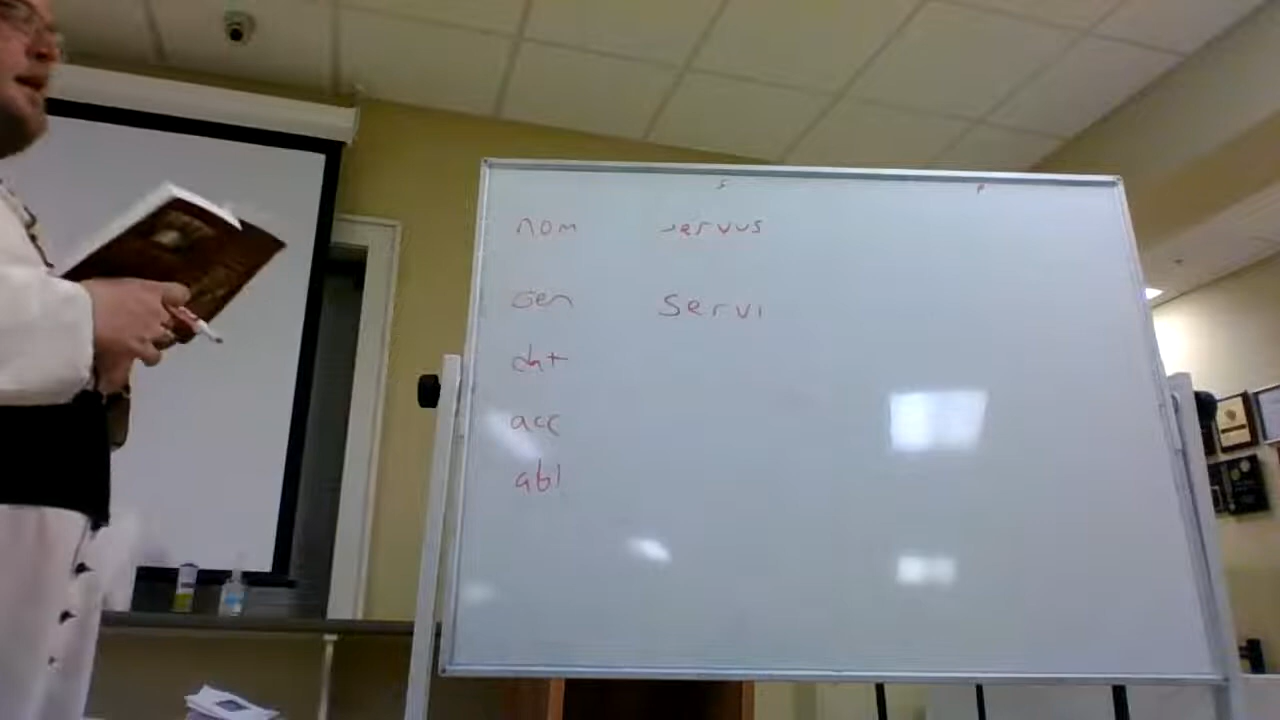 S P
nom servus
Gen Servi
dat
acc
abl